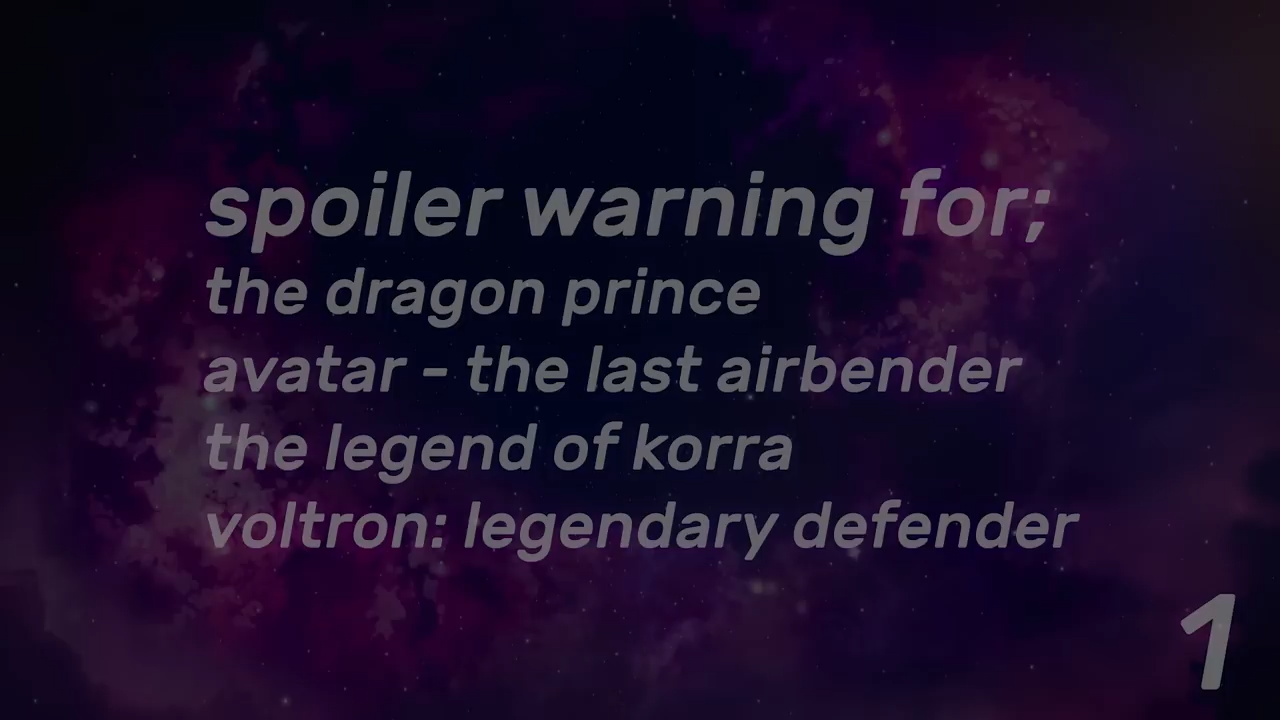 spoiler warning for;
the dragon prince
avatar - the last airbender
the legend of korra
voltron: legendary defender
1